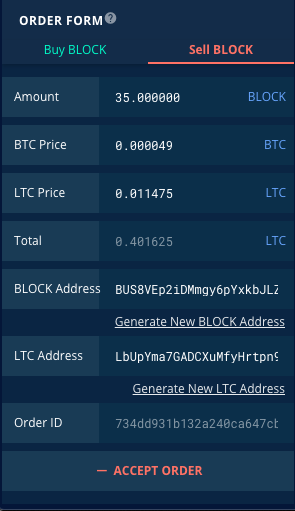 ORDER FORM ?
Buy BLOCK Sell BLOCK
Amount 35.000000 BLOCK
BTC Price 0.000049 BTC
LTC Price 0.011475 LTC
Total 0.401625 LTC
BLOCK Address BUS8VEp2iDMmgy6pYxkbJLZ
Generate New BLOCK Address
LTC Address LbUpYma7GADCXuMfyHrtpn9
Generate New LTC Address
Order ID 734dd931b132a240ca647cb
— ACCEPT ORDER